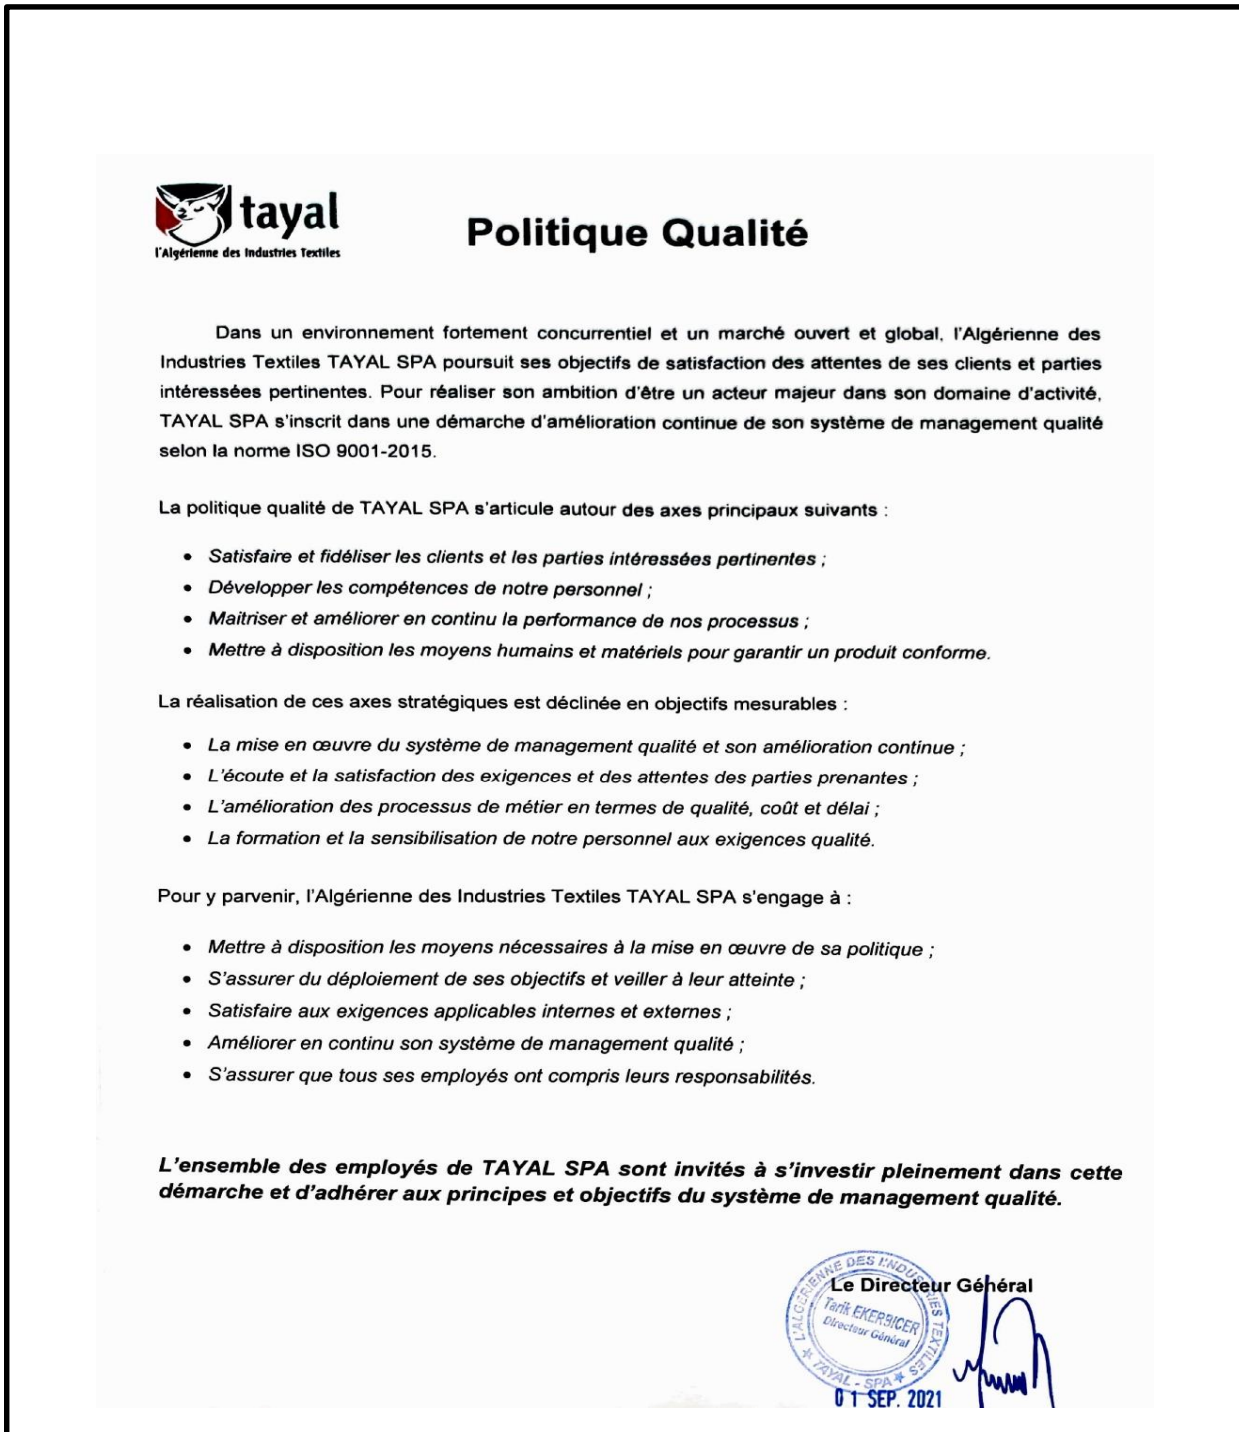 tayal
l'Algérienne des Industries Textiles
Politique Qualité
Dans un environnement fortement concurrentiel et un marché ouvert et global, l'Algérienne des
Industries Textiles TAYAL SPA poursuit ses objectifs de satisfaction des attentes de ses clients et parties
intéressées pertinentes. Pour réaliser son ambition d'être un acteur majeur dans son domaine d'activité,
TAYAL SPA s'inscrit dans une démarche d'amélioration continue de son système de management qualité
selon la norme ISO 9001-2015.
La politique qualité de TAYAL SPA s'articule autour des axes principaux suivants :
• Satisfaire et fidéliser les clients et les parties intéressées pertinentes ;
• Développer les compétences de notre personnel ;
• Maitriser et améliorer en continu la performance de nos processus ;
• Mettre à disposition les moyens humains et matériels pour garantir un produit conforme.
La réalisation de ces axes stratégiques est déclinée en objectifs mesurables :
• La mise en œuvre du système de management qualité et son amélioration continue ;
• L'écoute et la satisfaction des exigences et des attentes des parties prenantes ;
• L'amélioration des processus de métier en termes de qualité, coût et délai ;
• La formation et la sensibilisation de notre personnel aux exigences qualité.
Pour y parvenir, l'Algérienne des Industries Textiles TAYAL SPA s'engage à :
• Mettre à disposition les moyens nécessaires à la mise en œuvre de sa politique ;
• S'assurer du déploiement de ses objectifs et veiller à leur atteinte ;
• Satisfaire aux exigences applicables internes et externes ;
• Améliorer en continu son système de management qualité ;
• S'assurer que tous ses employés ont compris leurs responsabilités.
L'ensemble des employés de TAYAL SPA sont invités à s'investir pleinement dans cette
démarche et d'adhérer aux principes et objectifs du système de management qualité.
Le Directeur Général
L'ALGERIENNE DES INDUSTRIES TEXTILES
Tarik EKERBICER
Directeur Général
★ TAYAL - SPA ★
01 SEP. 2021